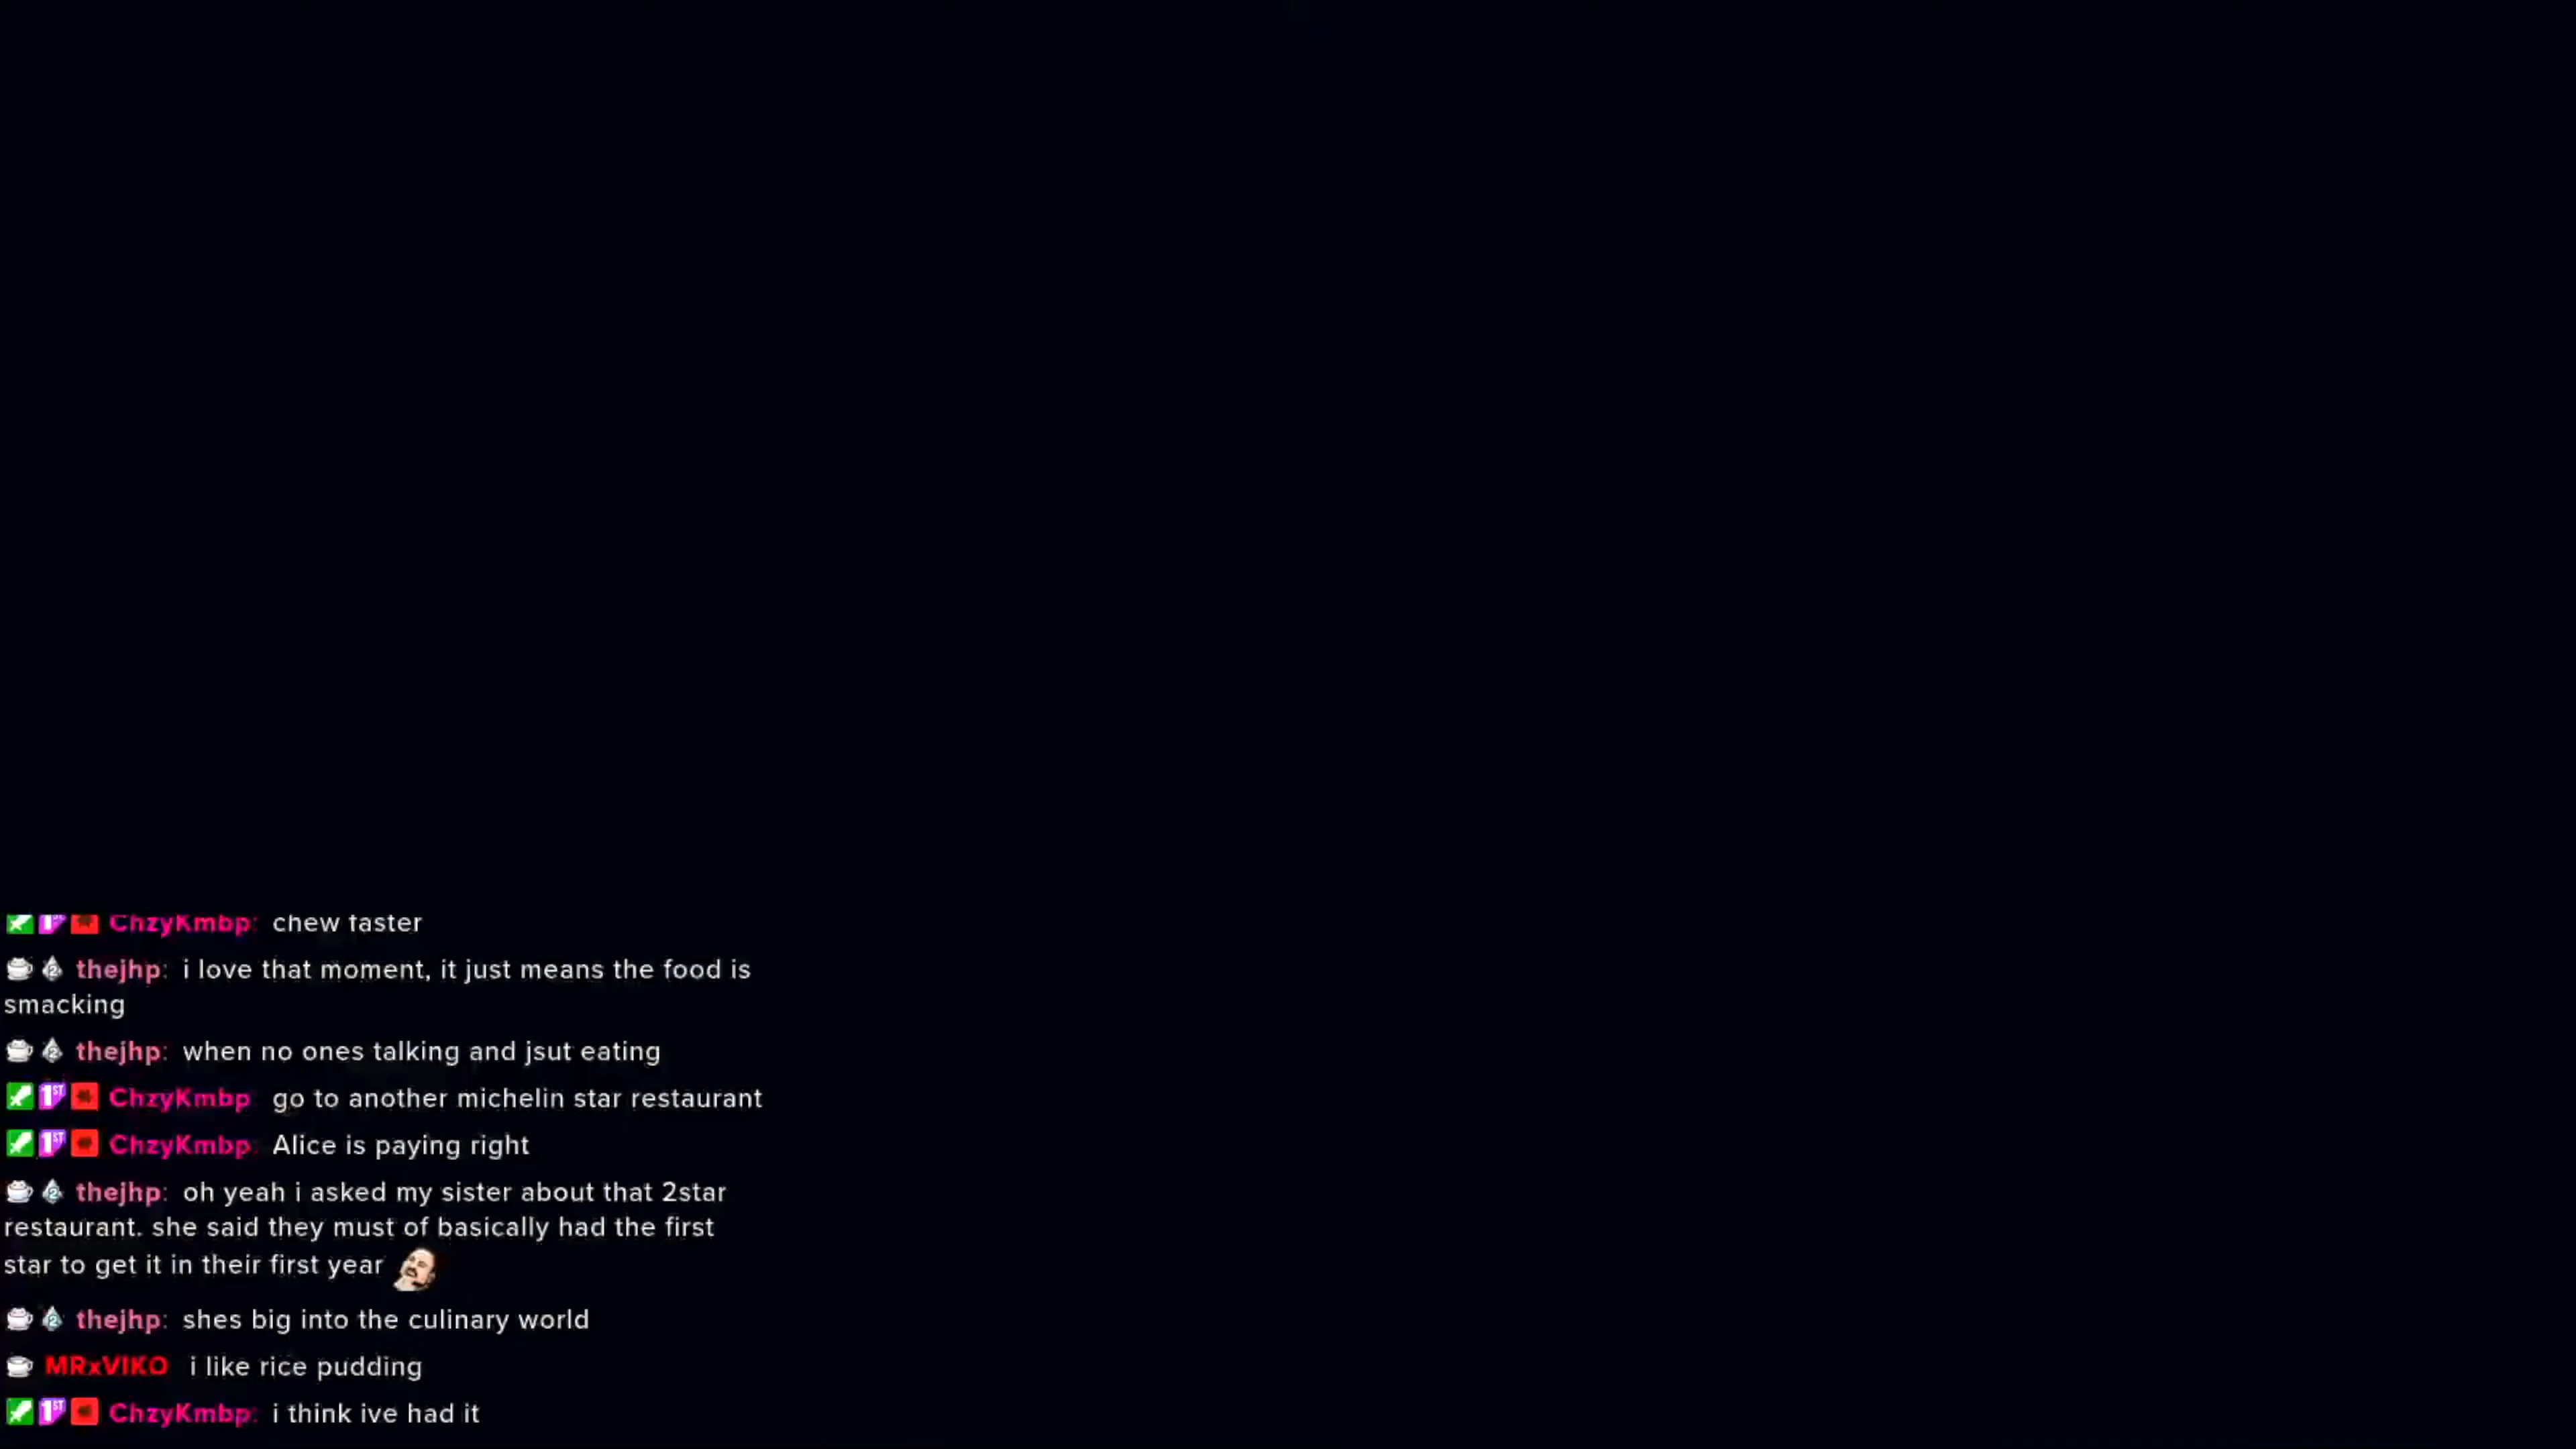 ChzyKmbp: chew faster
thejhp: i love that moment, it just means the food is
smacking
thejhp: when no ones talking and jsut eating
1ST ChzyKmbp: go to another michelin star restaurant
1ST ChzyKmbp: Alice is paying right
thejhp: oh yeah i asked my sister about that 2star
restaurant. she said they must of basically had the first
star to get it in their first year
thejhp: shes big into the culinary world
MRxVIKO i like rice pudding
1ST ChzyKmbp: i think ive had it